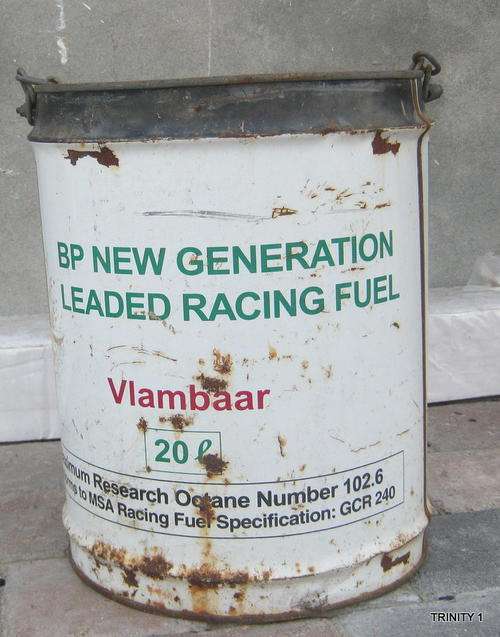 BP NEW GENERATION
LEADED RACING FUEL
Vlambaar
20 ℓ
Research Octane Number 102.6
to MSA Racing Fuel Specification: GCR 240
TRINITY 1